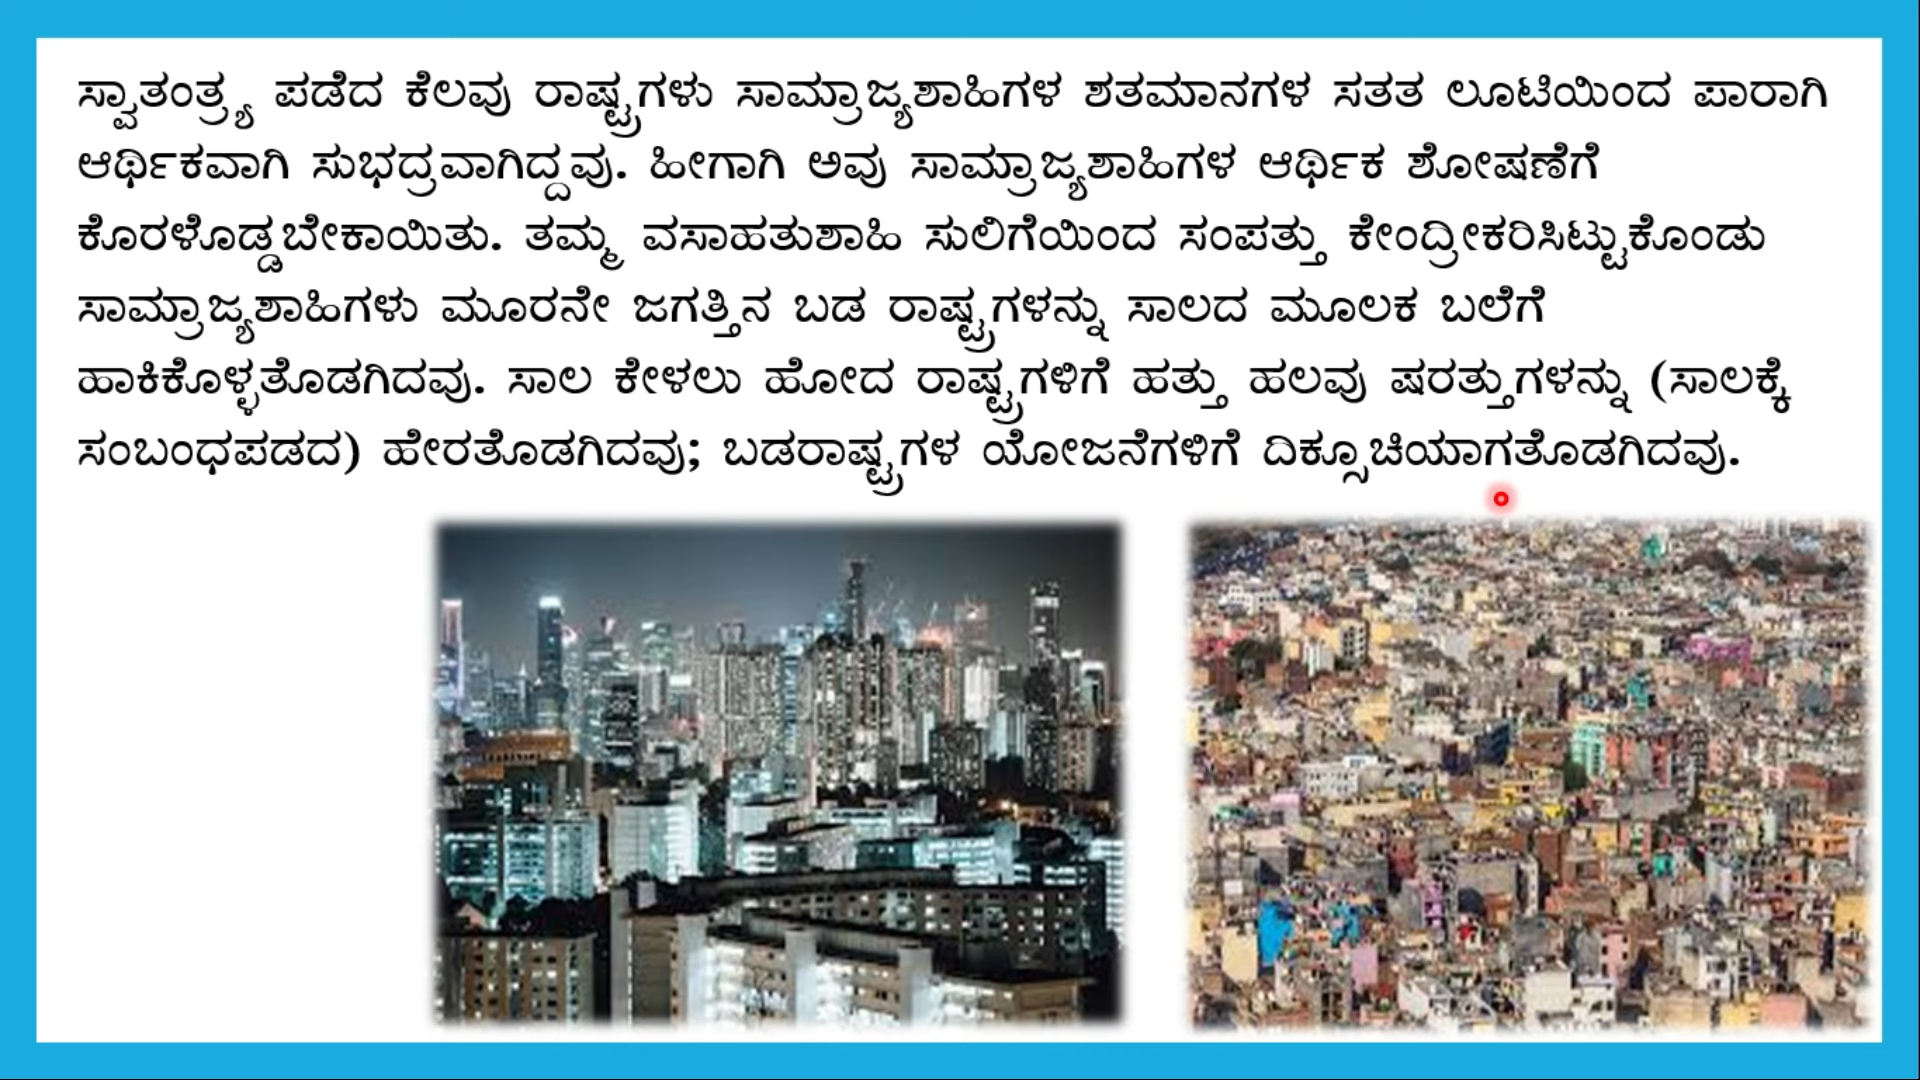 ಸ್ವಾತಂತ್ರ್ಯ ಪಡೆದ ಕೆಲವು ರಾಷ್ಟ್ರಗಳು ಸಾಮ್ರಾಜ್ಯಶಾಹಿಗಳ ಶತಮಾನಗಳ ಸತತ ಲೂಟಿಯಿಂದ ಪಾರಾಗಿ
ಆರ್ಥಿಕವಾಗಿ ಸುಭದ್ರವಾಗಿದ್ದವು. ಹೀಗಾಗಿ ಅವು ಸಾಮ್ರಾಜ್ಯಶಾಹಿಗಳ ಆರ್ಥಿಕ ಶೋಷಣೆಗೆ
ಕೊರಳೊಡ್ಡಬೇಕಾಯಿತು. ತಮ್ಮ ವಸಾಹತುಶಾಹಿ ಸುಲಿಗೆಯಿಂದ ಸಂಪತ್ತು ಕೇಂದ್ರೀಕರಿಸಿಟ್ಟುಕೊಂಡು
ಸಾಮ್ರಾಜ್ಯಶಾಹಿಗಳು ಮೂರನೇ ಜಗತ್ತಿನ ಬಡ ರಾಷ್ಟ್ರಗಳನ್ನು ಸಾಲದ ಮೂಲಕ ಬಲೆಗೆ
ಹಾಕಿಕೊಳ್ಳತೊಡಗಿದವು. ಸಾಲ ಕೇಳಲು ಹೋದ ರಾಷ್ಟ್ರಗಳಿಗೆ ಹತ್ತು ಹಲವು ಷರತ್ತುಗಳನ್ನು (ಸಾಲಕ್ಕೆ
ಸಂಬಂಧಪಡದ) ಹೇರತೊಡಗಿದವು; ಬಡರಾಷ್ಟ್ರಗಳ ಯೋಜನೆಗಳಿಗೆ ದಿಕ್ಸೂಚಿಯಾಗತೊಡಗಿದವು.